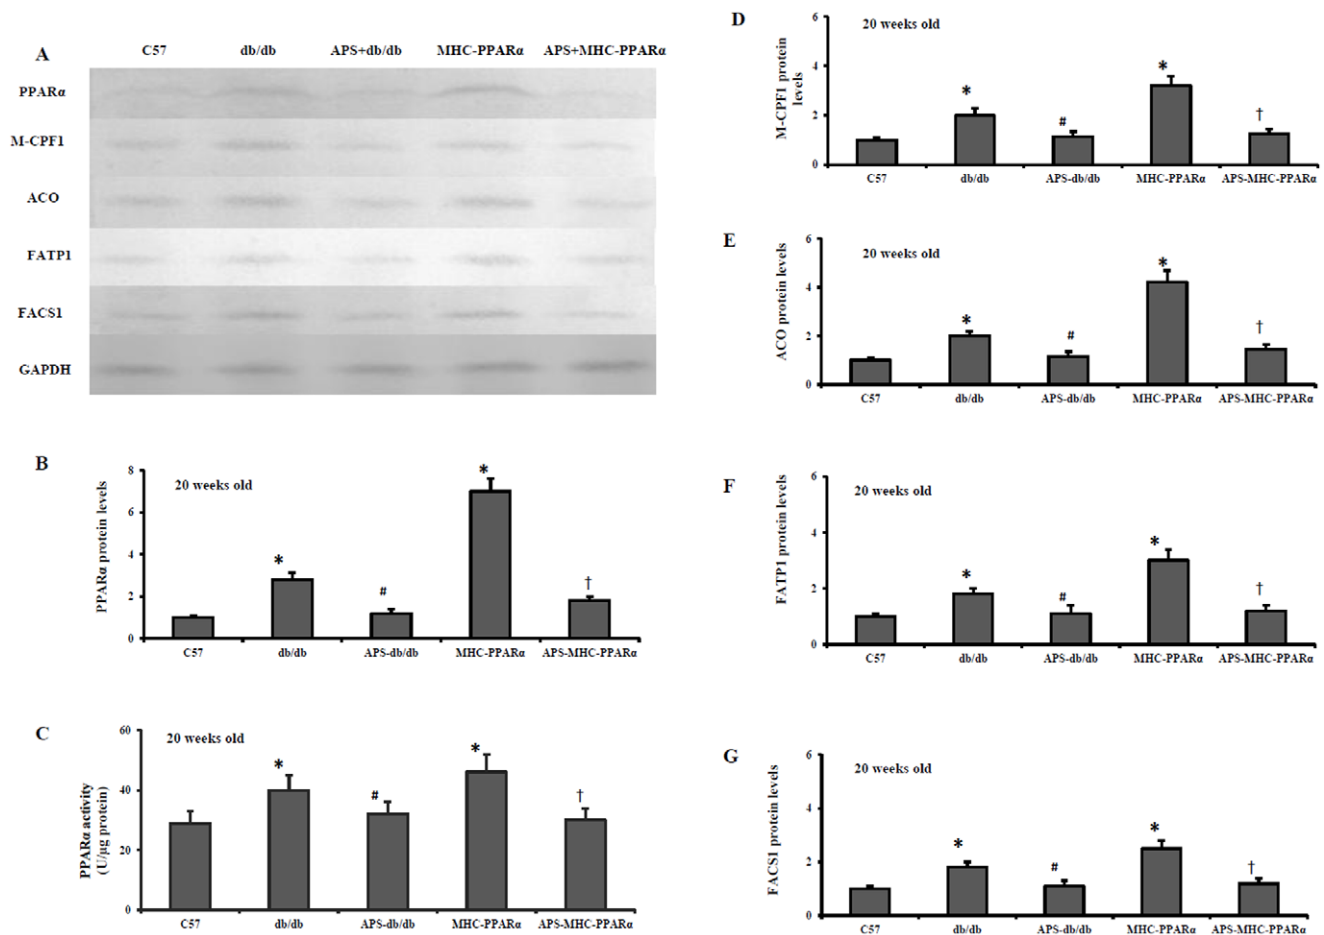 A
C57 db/db APS+db/db MHC-PPARα APS+MHC-PPARα
PPARα
M-CPF1
ACO
FATP1
FACS1
GAPDH
B
20 weeks old
PPARα protein levels
8
6
4
2
0
* # * †
C57 db/db APS-db/db MHC-PPARα APS-MHC-PPARα
C
20 weeks old
PPARα activity
(U/µg protein)
60
40
20
0
* # * †
C57 db/db APS-db/db MHC-PPARα APS-MHC-PPARα
D
20 weeks old
M-CPF1 protein
levels
6
4
2
0
* # * †
C57 db/db APS-db/db MHC-PPARα APS-MHC-PPARα
E
20 weeks old
ACO protein levels
6
4
2
0
* # * †
C57 db/db APS-db/db MHC-PPARα APS-MHC-PPARα
F
20 weeks old
FATP1 protein levels
6
4
2
0
* # * †
C57 db/db APS-db/db MHC-PPARα APS-MHC-PPARα
G
20 weeks old
FACS1 protein levels
6
4
2
0
* # * †
C57 db/db APS-db/db MHC-PPARα APS-MHC-PPARα